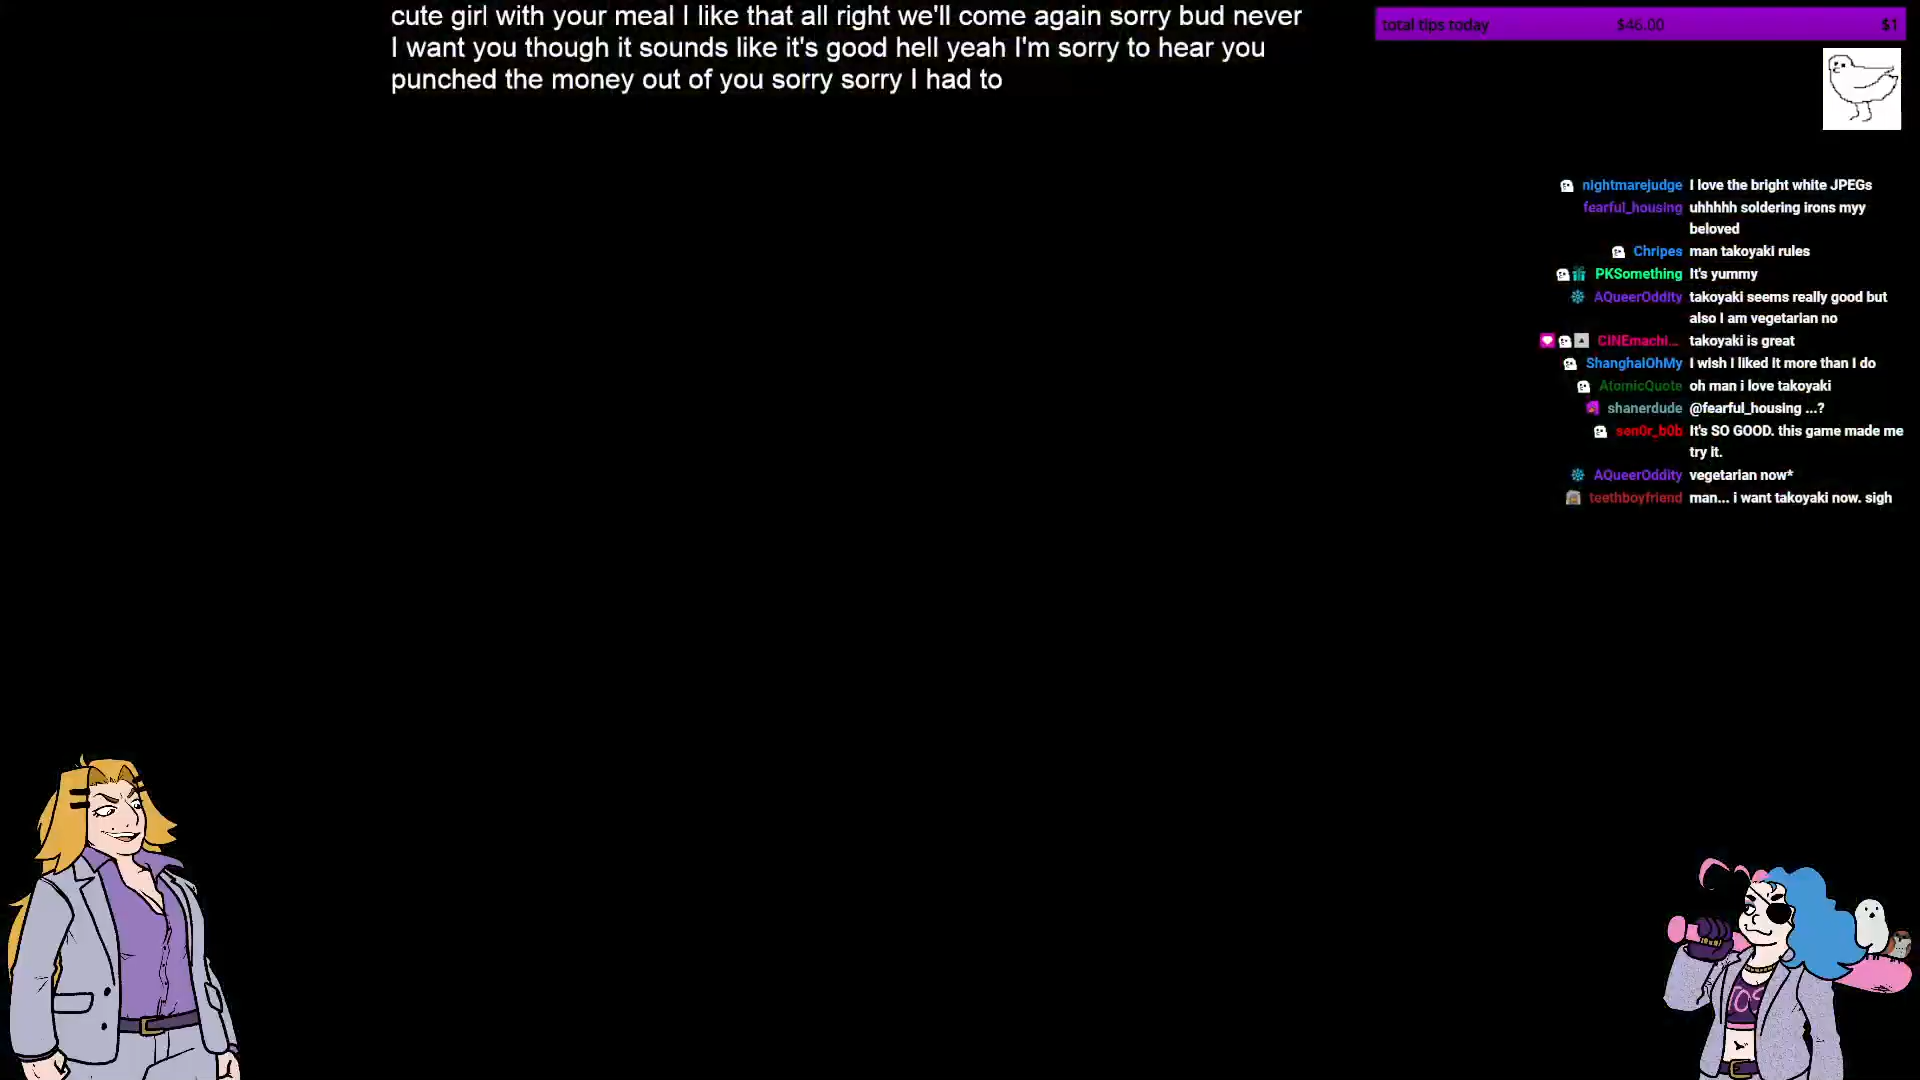 cute girl with your meal I like that all right we'll come again sorry bud never
I want you though it sounds like it's good hell yeah I'm sorry to hear you
punched the money out of you sorry sorry I had to
total tips today $46.00 $1
nightmarejudge I love the bright white JPEGs
fearful_housing uhhhhh soldering irons myy
beloved
Chripes man takoyaki rules
PKSomething It's yummy
AQueerOddity takoyaki seems really good but
also I am vegetarian no
CINEmachi... takoyaki is great
ShanghaiOhMy I wish I liked it more than I do
AtomicQuote oh man i love takoyaki
shanerdude @fearful_housing ...?
sen0r_b0b It's SO GOOD. this game made me
try it.
AQueerOddity vegetarian now*
teethboyfriend man... i want takoyaki now. sigh